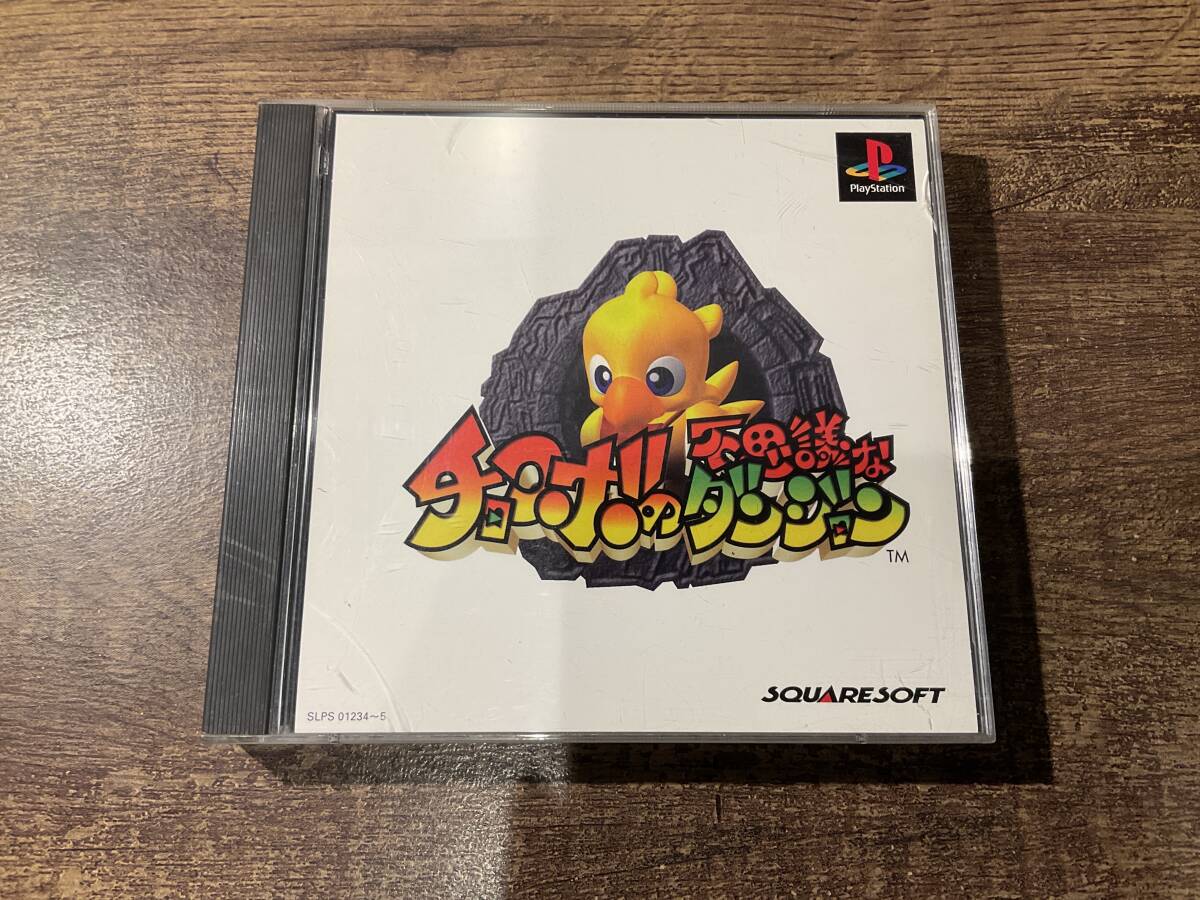 PlayStation
不思議な
チョコボの
ダンジョン
TM
SQUARESOFT
SLPS 01234～5